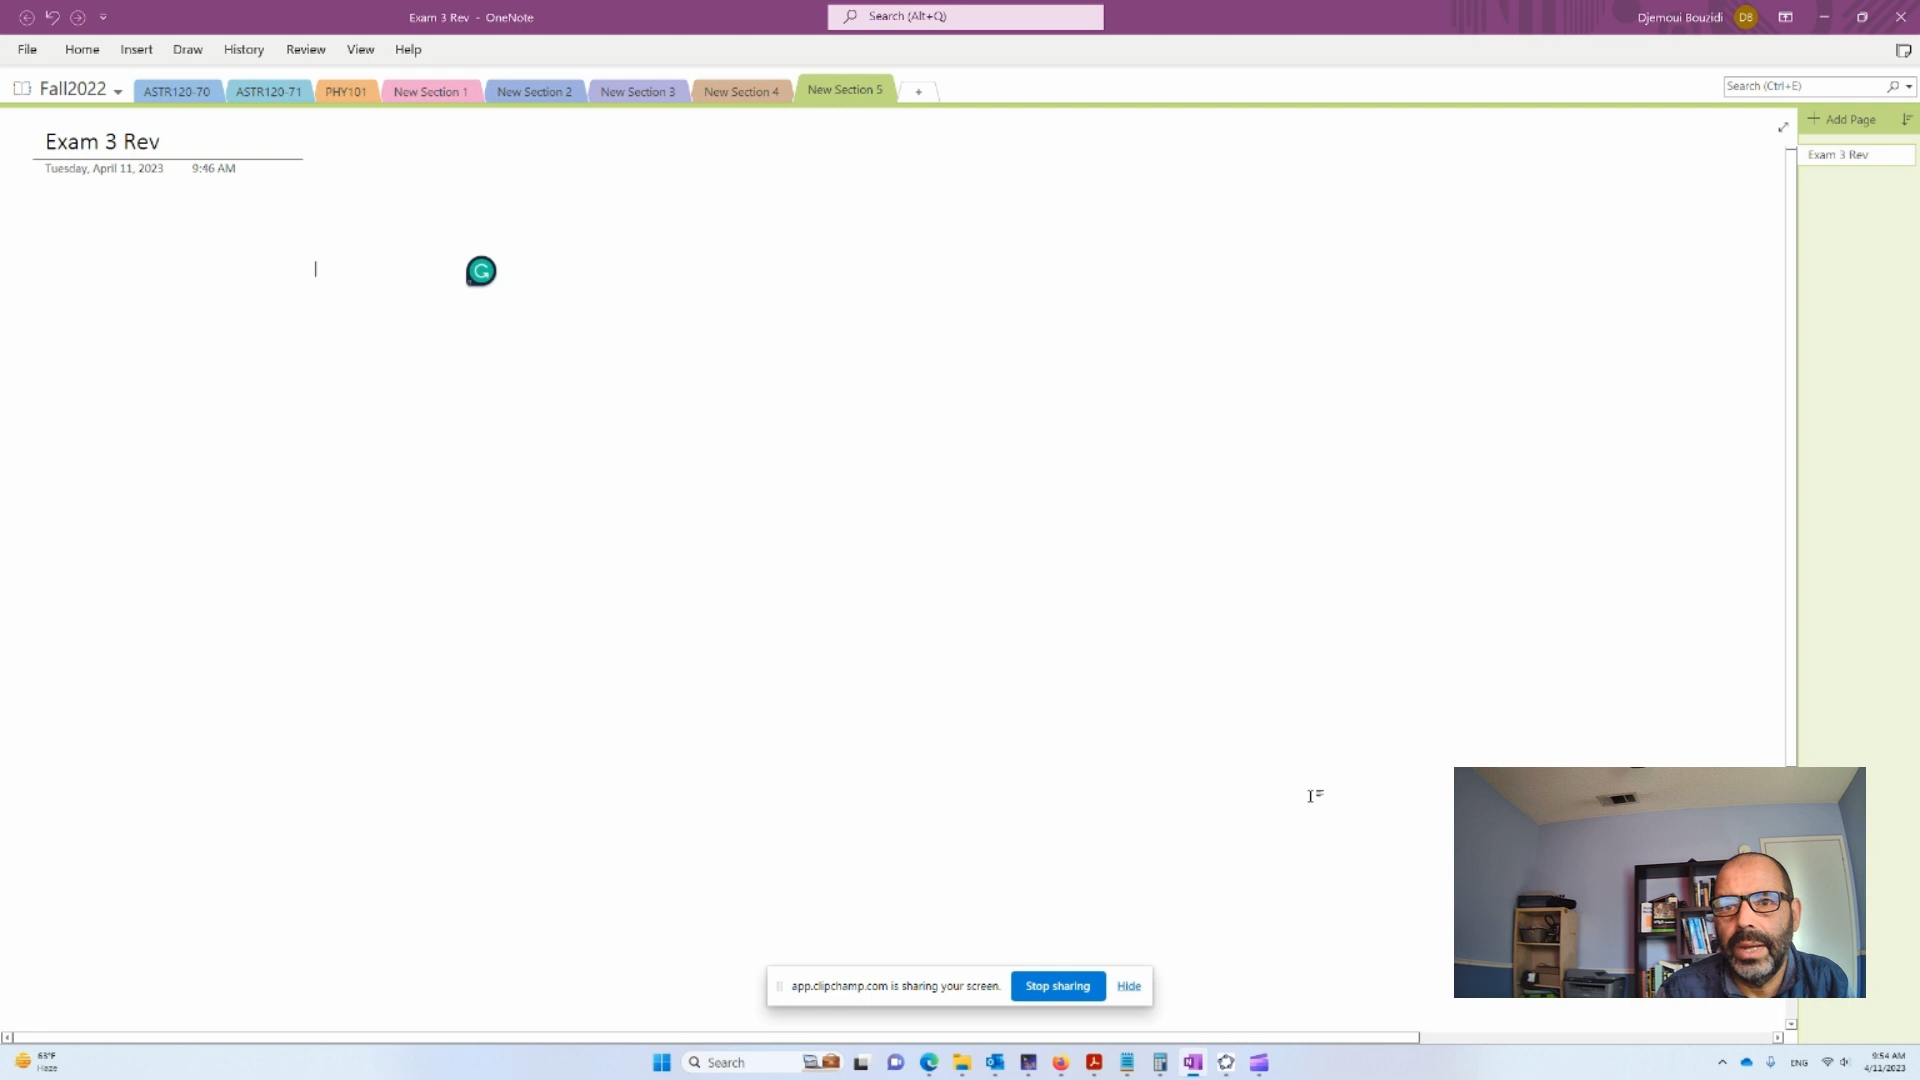 Exam 3 Rev - OneNote
Search (Alt+Q)
Djemoui Bouzidi
DB
File Home Insert Draw History Review View Help
Fall2022
ASTR120-70 ASTR120-71 PHY101 New Section 1 New Section 2 New Section 3 New Section 4 New Section 5 +
Search (Ctrl+E)
Add Page
Exam 3 Rev
Exam 3 Rev
Tuesday, April 11, 2023 9:46 AM
app.clipchamp.com is sharing your screen. Stop sharing Hide
63°F
Haze
Search
ENG
9:54 AM
4/11/2023